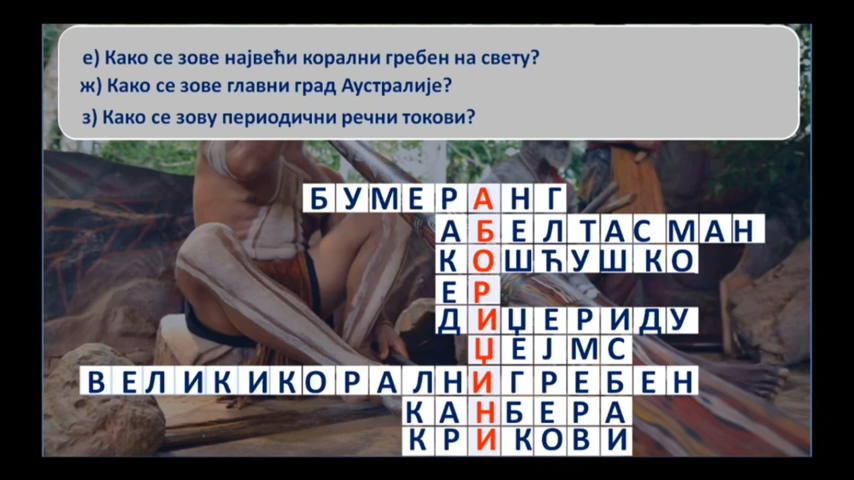 е) Како се зове највећи корални гребен на свету?
ж) Како се зове главни град Аустралије?
з) Како се зову периодични речни токови?
БУМЕРАНГ
АБЕЛТАСМАН
КОШЋУШКО
ЕР
ДИЏЕРИДУ
ЏЕЈМС
ВЕЛИКИКОРАЛНИГРЕБЕН
КАНБЕРА
КРИКОВИ